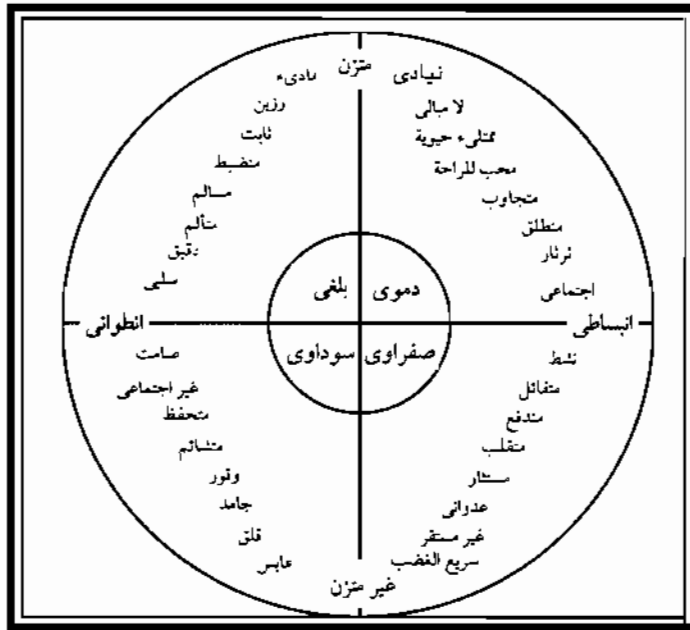 متزن
نيادى
لا مبالى
ممتلىء حيوية
محب للراحة
متجاوب
منطلق
ثرثار
اجتماعى
هادىء
رزين
ثابت
منضبط
مسالم
متألم
دقيق
سلبى
دموى
بلغى
صفراوى
سوداوى
انبساطى
انطوانى
نشط
متفائل
مندفع
متقلب
مستثار
عدوانى
غير مستقر
سريع الغضب
صامت
غير اجتماعى
متحفظ
متشائم
وقور
جامد
قلق
عابس
غير متزن